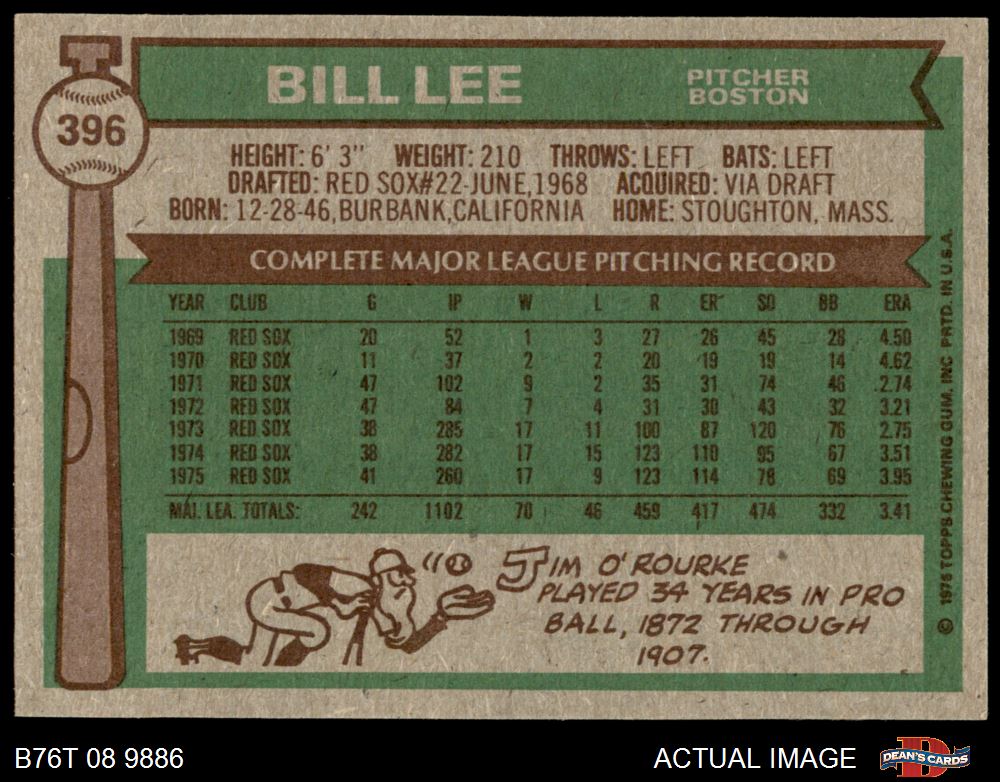 BILL LEE
PITCHER
BOSTON
396
HEIGHT: 6' 3" WEIGHT: 210 THROWS: LEFT BATS: LEFT
DRAFTED: RED SOX#22-JUNE,1968 ACQUIRED: VIA DRAFT
BORN: 12-28-46,BURBANK,CALIFORNIA HOME: STOUGHTON, MASS.
COMPLETE MAJOR LEAGUE PITCHING RECORD
YEAR CLUB G IP W L R ER SO BB ERA
1969 RED SOX 20 52 1 3 27 26 45 28 4.50
1970 RED SOX 11 37 2 2 20 19 19 14 4.62
1971 RED SOX 47 102 9 2 35 31 74 46 2.74
1972 RED SOX 47 84 7 4 31 30 43 32 3.21
1973 RED SOX 38 285 17 11 100 87 120 76 2.75
1974 RED SOX 38 282 17 15 123 110 95 67 3.51
1975 RED SOX 41 260 17 9 123 114 78 69 3.95
MAJ. LEA. TOTALS: 242 1102 70 46 459 417 474 332 3.41
JIM O'ROURKE
PLAYED 34 YEARS IN PRO
BALL, 1872 THROUGH
1907.
© 1976 TOPPS CHEWING GUM, INC PRTD. IN U.S.A.
B76T 08 9886
ACTUAL IMAGE
DEAN'S CARDS